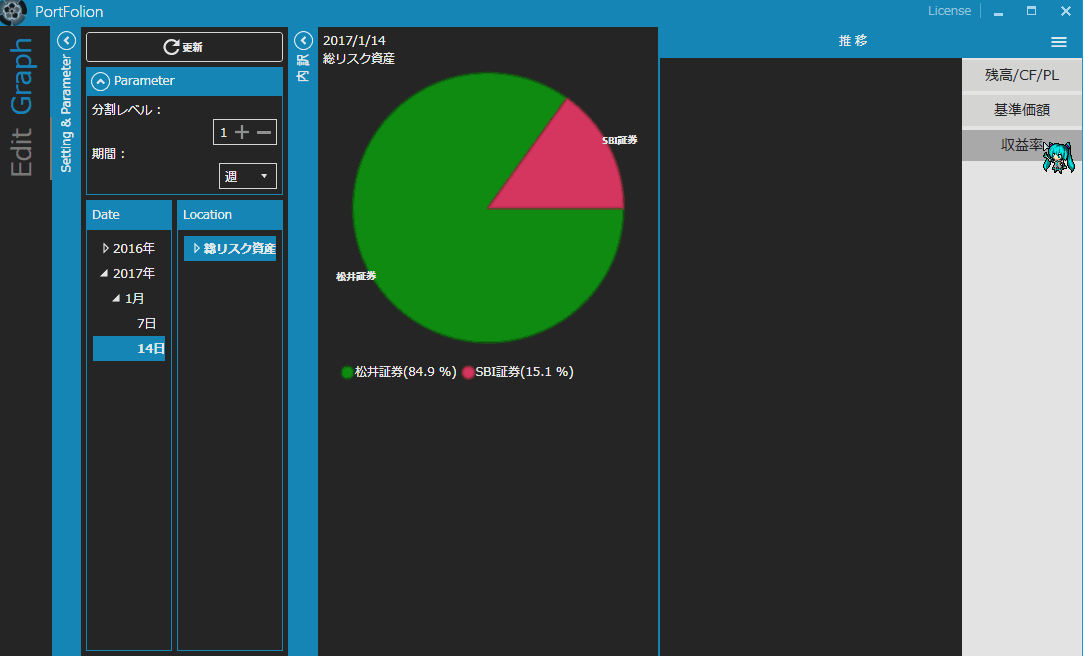 PortFolion
License
Edit Graph
Setting & Parameter
更新
Parameter
分割レベル：
1
期間：
週
Date
2016年
2017年
1月
7日
14日
Location
総リスク資産
内訳
2017/1/14
総リスク資産
SBI証券
松井証券
松井証券(84.9 %) SBI証券(15.1 %)
推移
残高/CF/PL
基準価額
収益率